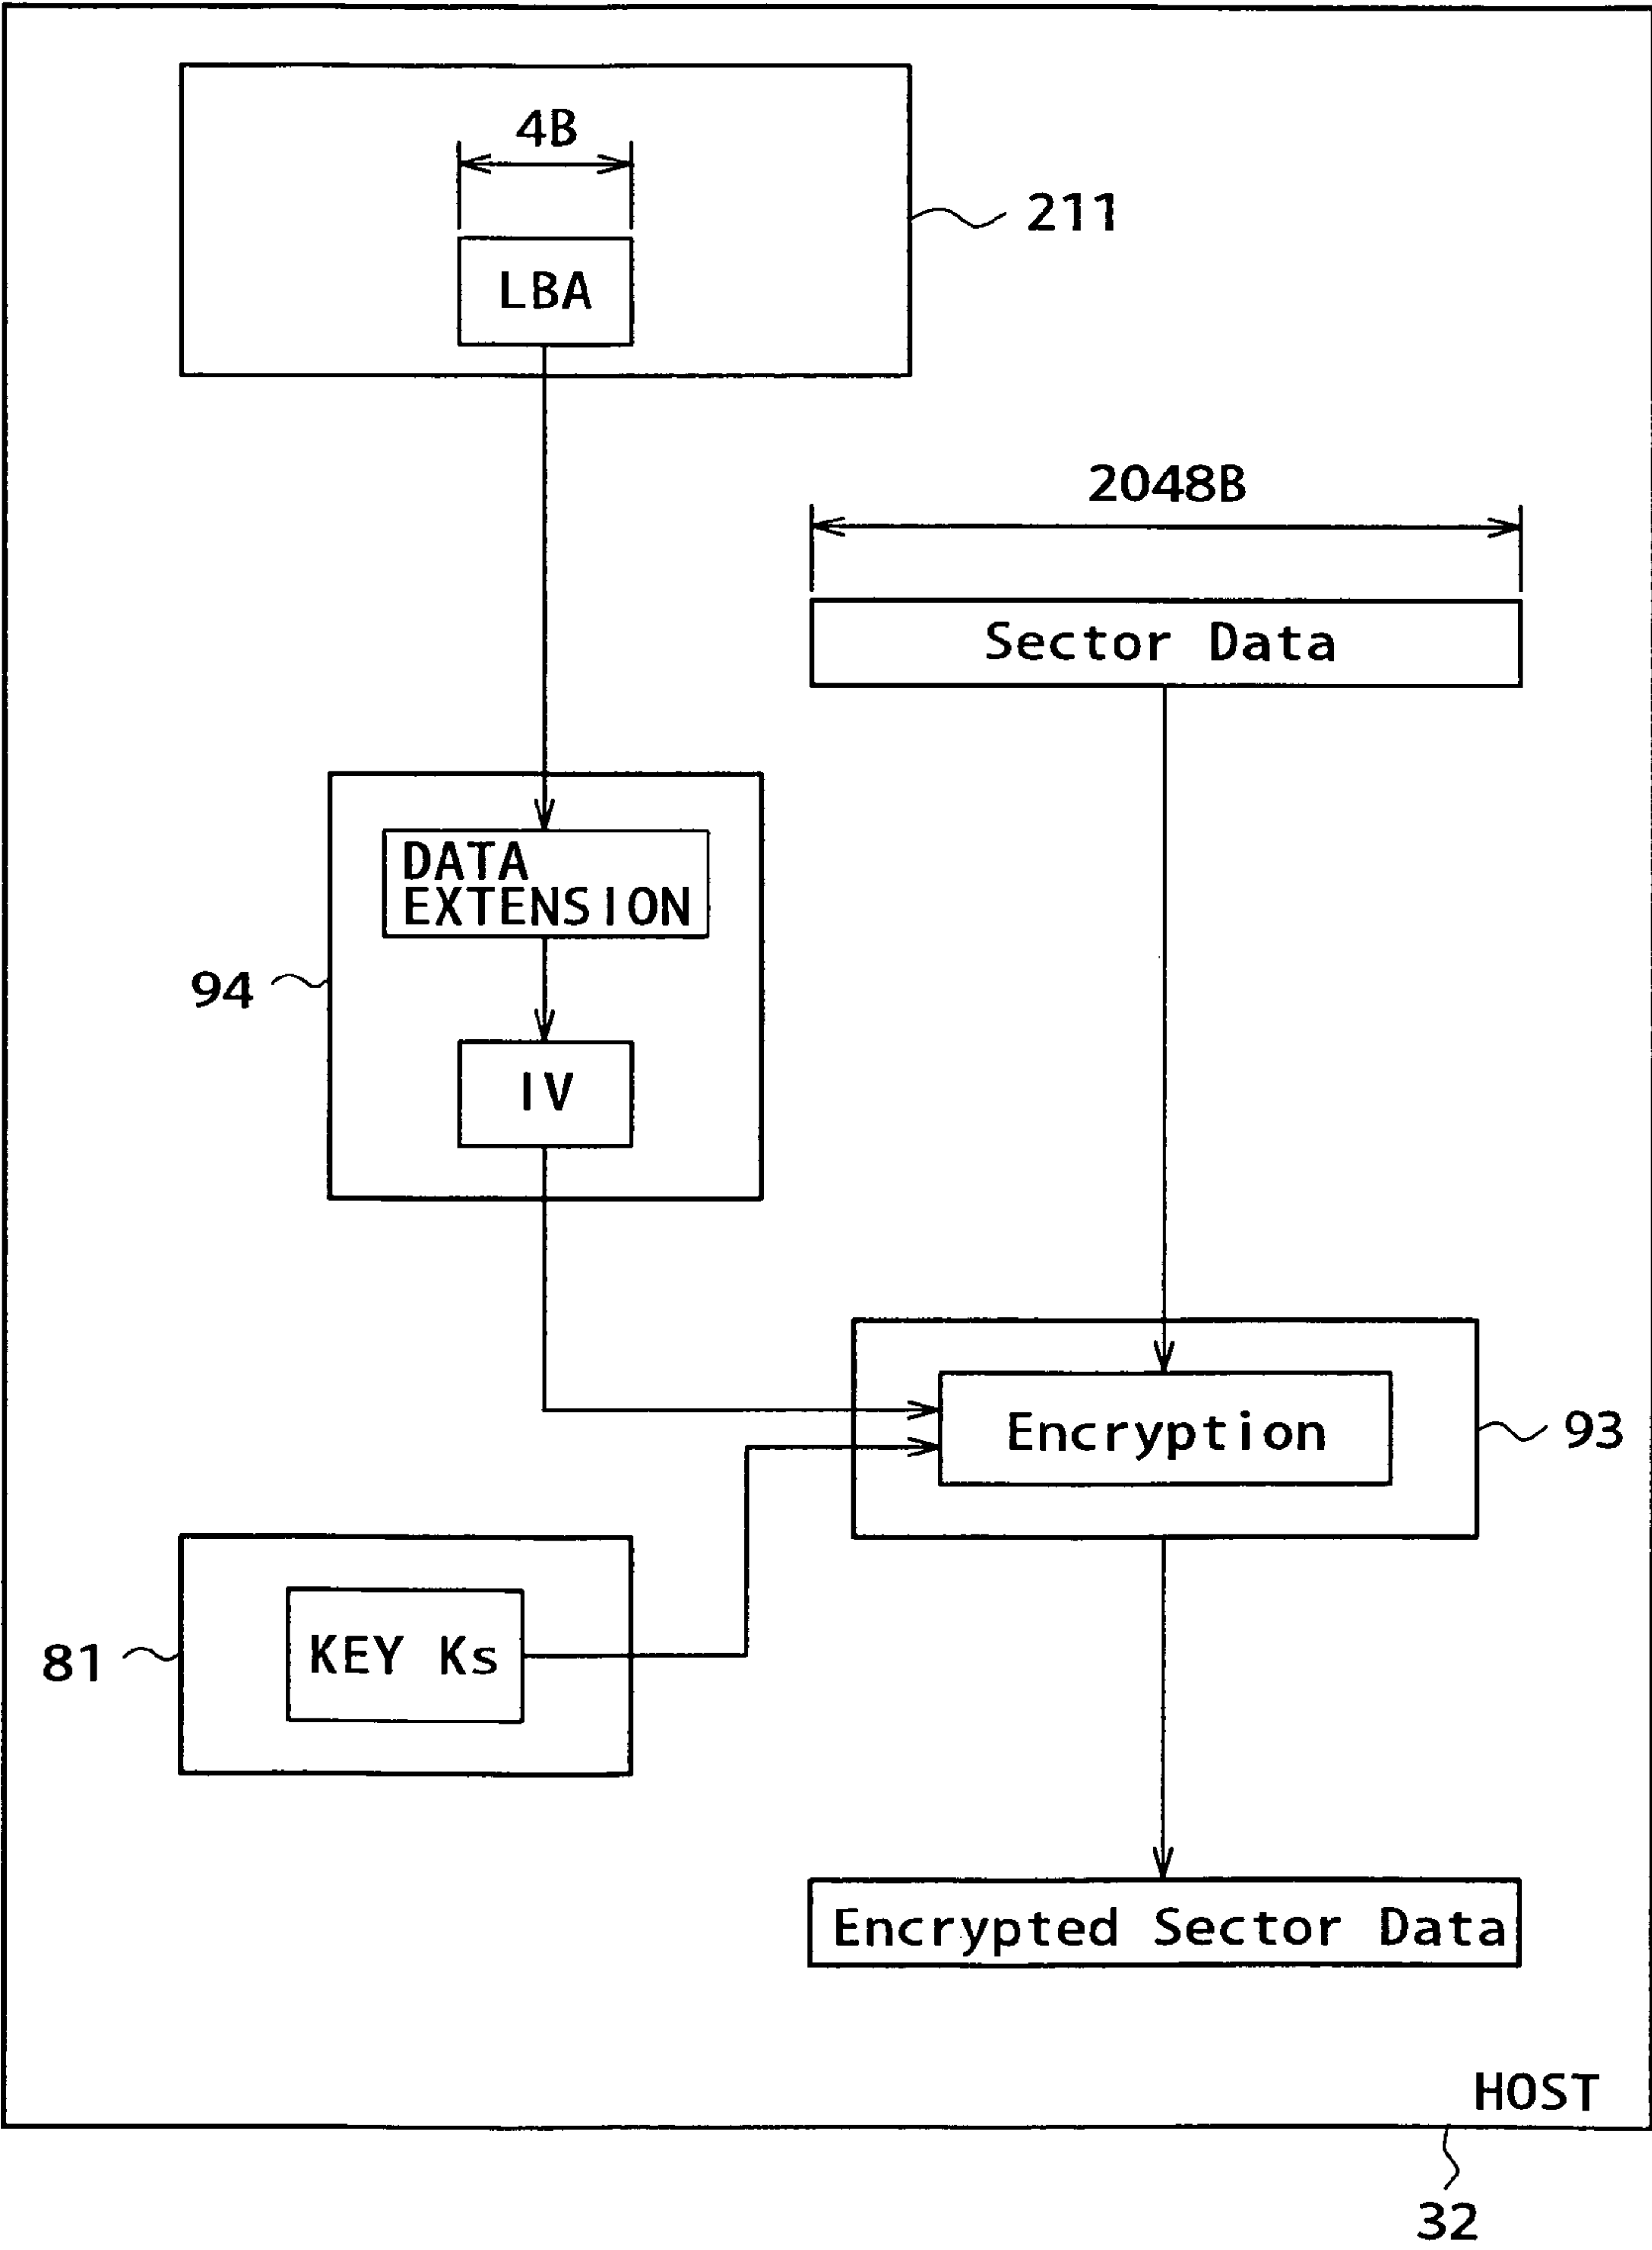 4B
211
LBA
2048B
Sector Data
DATA
EXTENSION
94
IV
Encryption
93
81
KEY Ks
Encrypted Sector Data
HOST
32